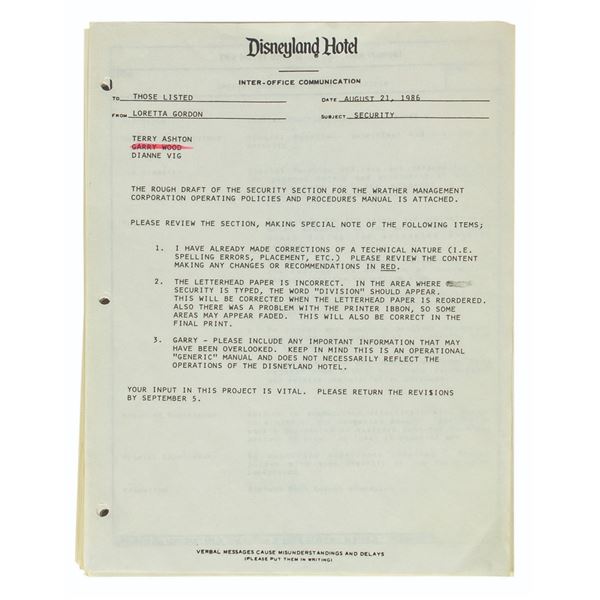 Disneyland Hotel
INTER-OFFICE COMMUNICATION
TO THOSE LISTED DATE AUGUST 21, 1986
FROM LORETTA GORDON SUBJECT SECURITY
TERRY ASHTON
GARRY WOOD
DIANNE VIG
THE ROUGH DRAFT OF THE SECURITY SECTION FOR THE WRATHER MANAGEMENT
CORPORATION OPERATING POLICIES AND PROCEDURES MANUAL IS ATTACHED.
PLEASE REVIEW THE SECTION, MAKING SPECIAL NOTE OF THE FOLLOWING ITEMS;
1. I HAVE ALREADY MADE CORRECTIONS OF A TECHNICAL NATURE (I.E.
SPELLING ERRORS, PLACEMENT, ETC.) PLEASE REVIEW THE CONTENT
MAKING ANY CHANGES OR RECOMMENDATIONS IN RED.
2. THE LETTERHEAD PAPER IS INCORRECT. IN THE AREA WHERE
SECURITY IS TYPED, THE WORD "DIVISION" SHOULD APPEAR.
THIS WILL BE CORRECTED WHEN THE LETTERHEAD PAPER IS REORDERED.
ALSO THERE WAS A PROBLEM WITH THE PRINTER IBBON, SO SOME
AREAS MAY APPEAR FADED. THIS WILL ALSO BE CORRECT IN THE
FINAL PRINT.
3. GARRY - PLEASE INCLUDE ANY IMPORTANT INFORMATION THAT MAY
HAVE BEEN OVERLOOKED. KEEP IN MIND THIS IS AN OPERATIONAL
"GENERIC" MANUAL AND DOES NOT NECESSARILY REFLECT THE
OPERATIONS OF THE DISNEYLAND HOTEL.
YOUR INPUT IN THIS PROJECT IS VITAL. PLEASE RETURN THE REVISIONS
BY SEPTEMBER 5.
VERBAL MESSAGES CAUSE MISUNDERSTANDINGS AND DELAYS
(PLEASE PUT THEM IN WRITING)